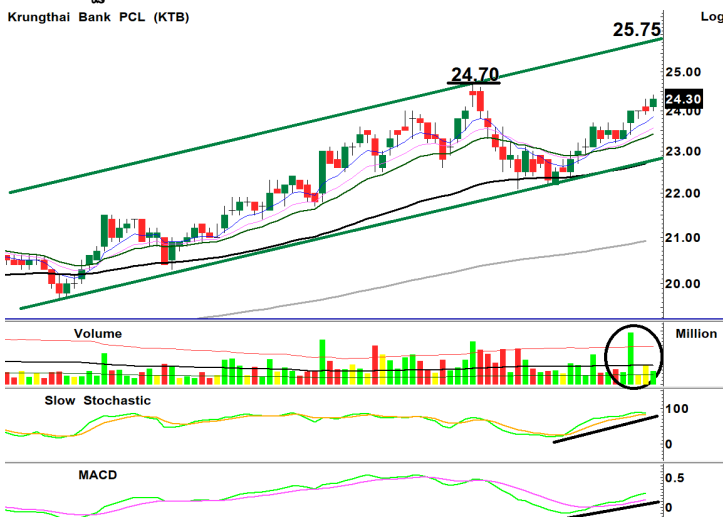 Krungthai Bank PCL (KTB)
Log
25.75
24.70
25.00
24.30
24.00
23.00
22.00
21.00
20.00
Volume
Million
Slow Stochastic
100
0
MACD
0.5
0